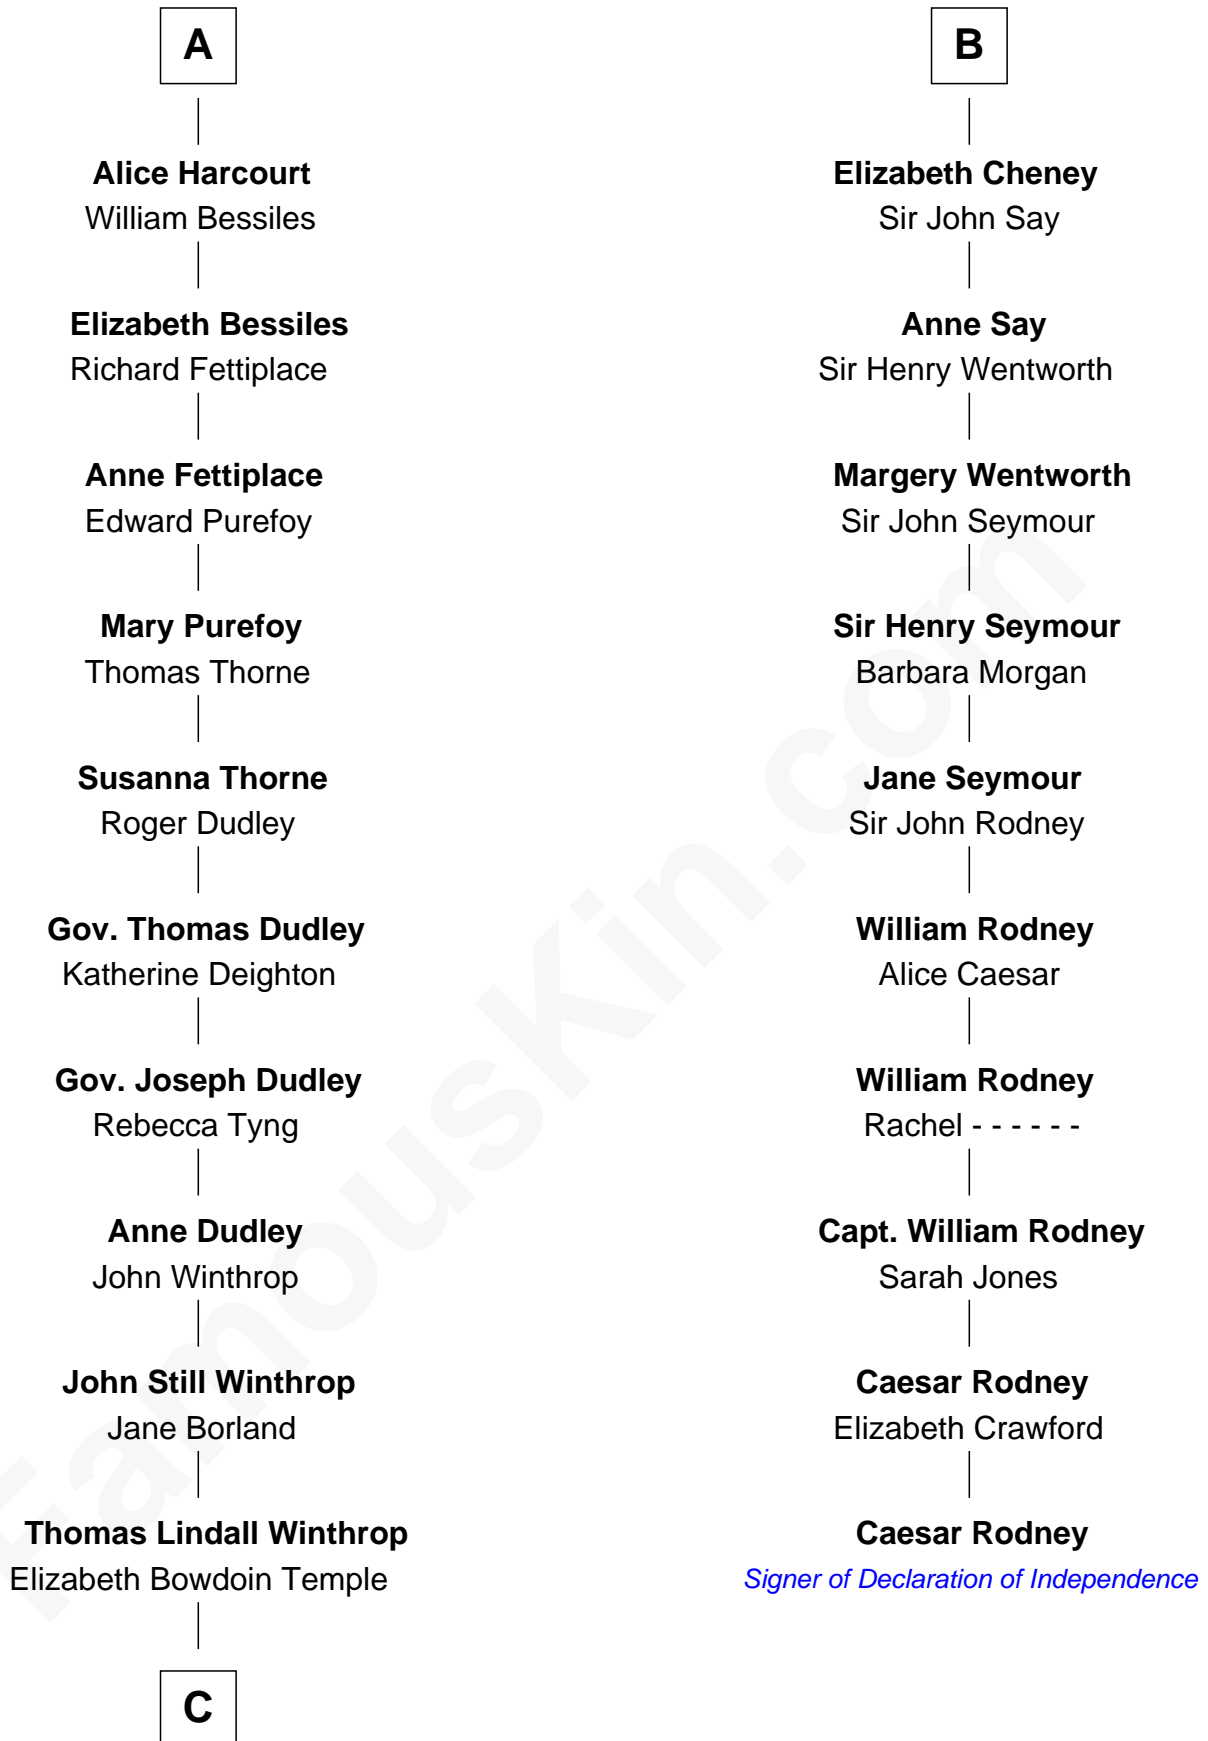 A
Alice Harcourt
William Bessiles
Elizabeth Bessiles
Richard Fettiplace
Anne Fettiplace
Edward Purefoy
Mary Purefoy
Thomas Thorne
Susanna Thorne
Roger Dudley
Gov. Thomas Dudley
Katherine Deighton
Gov. Joseph Dudley
Rebecca Tyng
Anne Dudley
John Winthrop
John Still Winthrop
Jane Borland
Thomas Lindall Winthrop
Elizabeth Bowdoin Temple
C
B
Elizabeth Cheney
Sir John Say
Anne Say
Sir Henry Wentworth
Margery Wentworth
Sir John Seymour
Sir Henry Seymour
Barbara Morgan
Jane Seymour
Sir John Rodney
William Rodney
Alice Caesar
William Rodney
Rachel - - - - - -
Capt. William Rodney
Sarah Jones
Caesar Rodney
Elizabeth Crawford
Caesar Rodney
Signer of Declaration of Independence
FamousKin.com